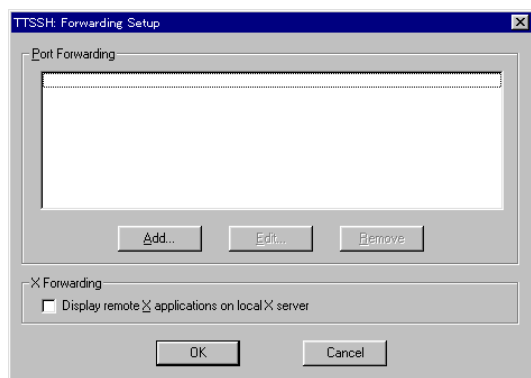 TTSSH: Forwarding Setup
Port Forwarding
Add... Edit... Remove
X Forwarding
Display remote X applications on local X server
OK Cancel